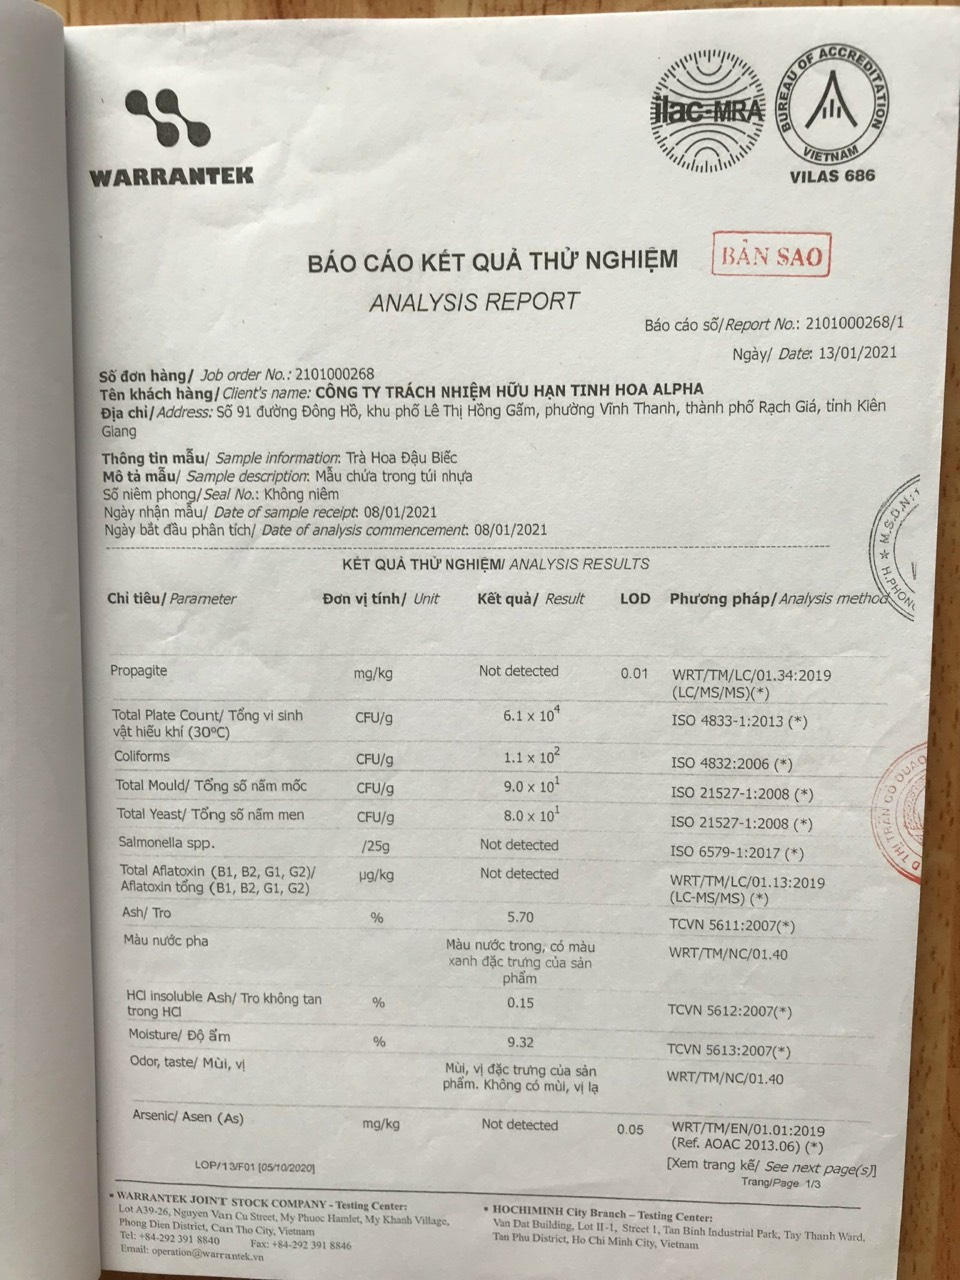 WARRANTEK
ilac-MRA
BUREAU OF ACCREDITATION
VIETNAM
VILAS 686
BÁO CÁO KẾT QUẢ THỬ NGHIỆM
BẢN SAO
ANALYSIS REPORT
Báo cáo số/Report No.: 2101000268/1
Ngày/ Date: 13/01/2021
Số đơn hàng/ Job order No.: 2101000268
Tên khách hàng/ Client's name: CÔNG TY TRÁCH NHIỆM HỮU HẠN TINH HOA ALPHA
Địa chỉ/Address: Số 91 đường Đông Hồ, khu phố Lê Thị Hồng Gấm, phường Vĩnh Thanh, thành phố Rạch Giá, tỉnh Kiên
Giang
Thông tin mẫu/ Sample information: Trà Hoa Đậu Biếc
Mô tả mẫu/ Sample description: Mẫu chứa trong túi nhựa
Số niêm phong/Seal No.: Không niêm
Ngày nhận mẫu/ Date of sample receipt: 08/01/2021
Ngày bắt đầu phân tích/ Date of analysis commencement: 08/01/2021
KẾT QUẢ THỬ NGHIỆM/ ANALYSIS RESULTS
Chỉ tiêu/ Parameter Đơn vị tính/ Unit Kết quả/ Result LOD Phương pháp/Analysis method
Propagite mg/kg Not detected 0.01 WRT/TM/LC/01.34:2019
(LC/MS/MS)(*)
Total Plate Count/ Tổng vi sinh CFU/g 6.1 x 10⁴ ISO 4833-1:2013 (*)
vật hiếu khí (30ºC)
Coliforms CFU/g 1.1 x 10² ISO 4832:2006 (*)
Total Mould/ Tổng số nấm mốc CFU/g 9.0 x 10¹ ISO 21527-1:2008 (*)
Total Yeast/ Tổng số nấm men CFU/g 8.0 x 10¹ ISO 21527-1:2008 (*)
Salmonella spp. /25g Not detected ISO 6579-1:2017 (*)
Total Aflatoxin (B1, B2, G1, G2)/ µg/kg Not detected WRT/TM/LC/01.13:2019
Aflatoxin tổng (B1, B2, G1, G2) (LC-MS/MS) (*)
Ash/ Tro % 5.70 TCVN 5611:2007(*)
Màu nước pha Màu nước trong, có màu WRT/TM/NC/01.40
xanh đặc trưng của sản
phẩm
HCl insoluble Ash/ Tro không tan % 0.15 TCVN 5612:2007(*)
trong HCl
Moisture/ Độ ẩm % 9.32 TCVN 5613:2007(*)
Odor, taste/ Mùi, vị Mùi, vị đặc trưng của sản WRT/TM/NC/01.40
phẩm. Không có mùi, vị lạ
Arsenic/ Asen (As) mg/kg Not detected 0.05 WRT/TM/EN/01.01:2019
(Ref. AOAC 2013.06) (*)
[Xem trang kế/ See next page(s)]
LOP/13/F01 [05/10/2020]
Trang/Page 1/3
• WARRANTEK JOINT STOCK COMPANY - Testing Center:
Lot A39-26, Nguyen Van Cu Street, My Phuoc Hamlet, My Khanh Village,
Phong Dien District, Can Tho City, Vietnam
Tel: +84-292 391 8840 Fax: +84-292 391 8846
Email: operation@warrantek.vn
• HOCHIMINH City Branch – Testing Center:
Van Dat Building, Lot II-1, Street 1, Tan Binh Industrial Park, Tay Thanh Ward,
Tan Phu District, Ho Chi Minh City, Vietnam